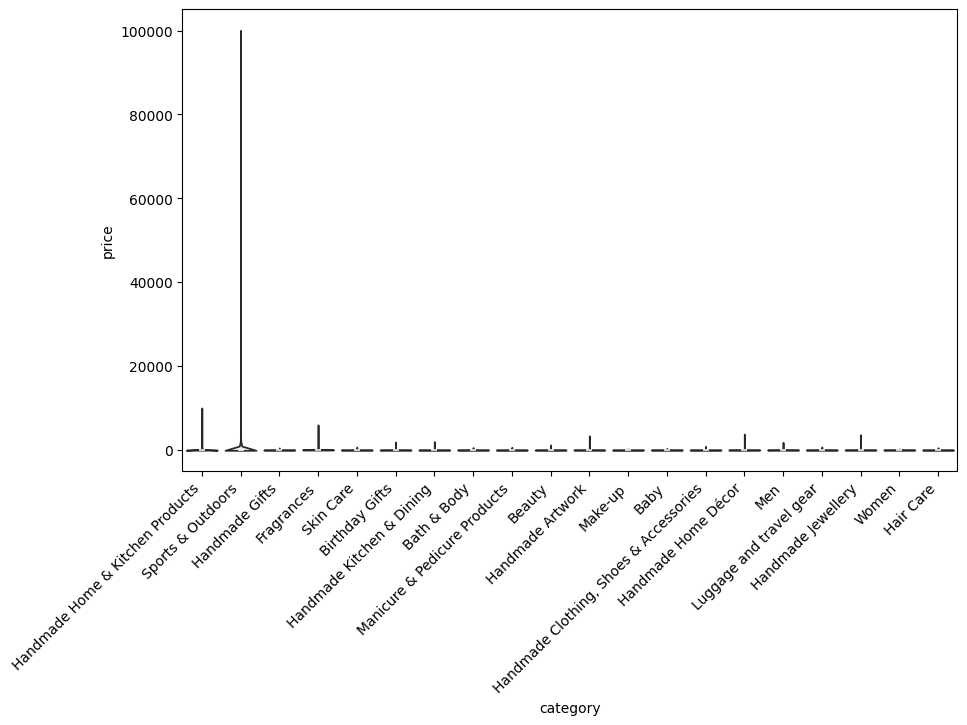 100000
80000
60000
40000
20000
0
price
Handmade Home & Kitchen Products
Sports & Outdoors
Handmade Gifts
Fragrances
Skin Care
Birthday Gifts
Handmade Kitchen & Dining
Bath & Body
Manicure & Pedicure Products
Beauty
Handmade Artwork
Make-up
Baby
Handmade Clothing, Shoes & Accessories
Handmade Home Décor
Men
Luggage and travel gear
Handmade Jewellery
Women
Hair Care
category